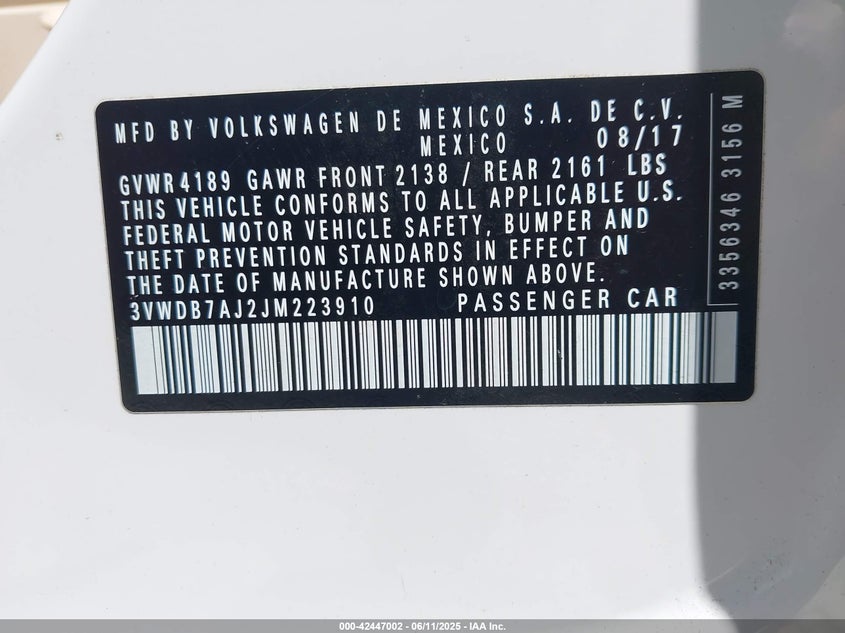 MFD BY VOLKSWAGEN DE MEXICO S.A. DE C.V.
MEXICO 08/17
GVWR 4189 GAWR FRONT 2138 / REAR 2161 LBS
THIS VEHICLE CONFORMS TO ALL APPLICABLE U.S.
FEDERAL MOTOR VEHICLE SAFETY, BUMPER AND
THEFT PREVENTION STANDARDS IN EFFECT ON
THE DATE OF MANUFACTURE SHOWN ABOVE.
3VWDB7AJ2JM223910 PASSENGER CAR
3356346 3156 M
000-42447002 - 06/11/2025 - IAA Inc.